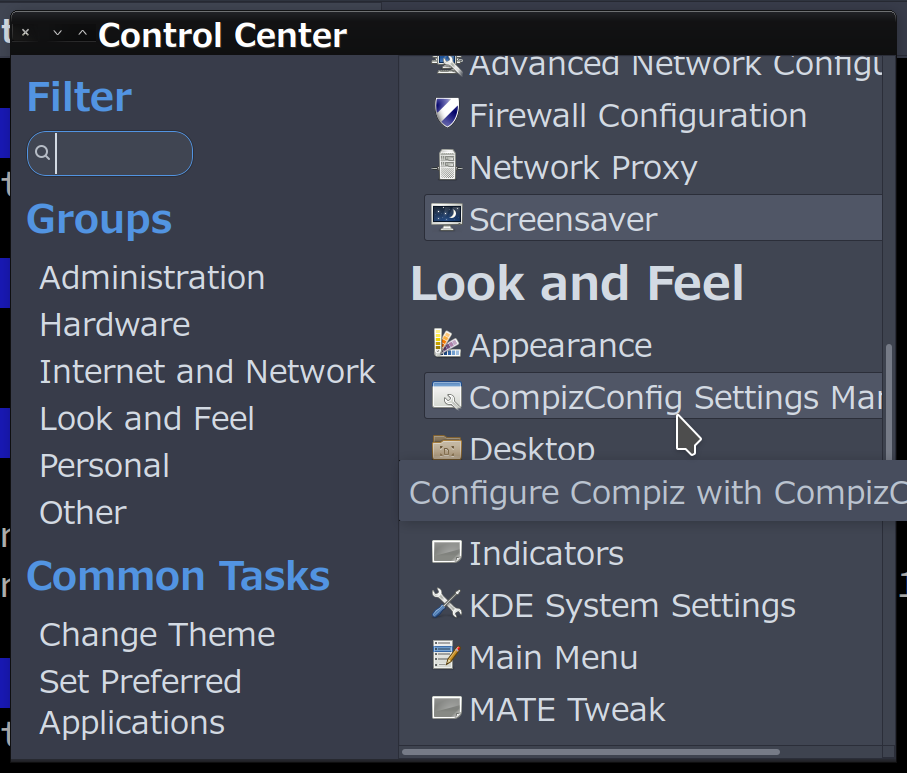 Control Center
Filter
Groups
Administration
Hardware
Internet and Network
Look and Feel
Personal
Other
Common Tasks
Change Theme
Set Preferred
Applications
Advanced Network Configu
Firewall Configuration
Network Proxy
Screensaver
Look and Feel
Appearance
CompizConfig Settings Man
Desktop
Configure Compiz with CompizC
Indicators
KDE System Settings
Main Menu
MATE Tweak